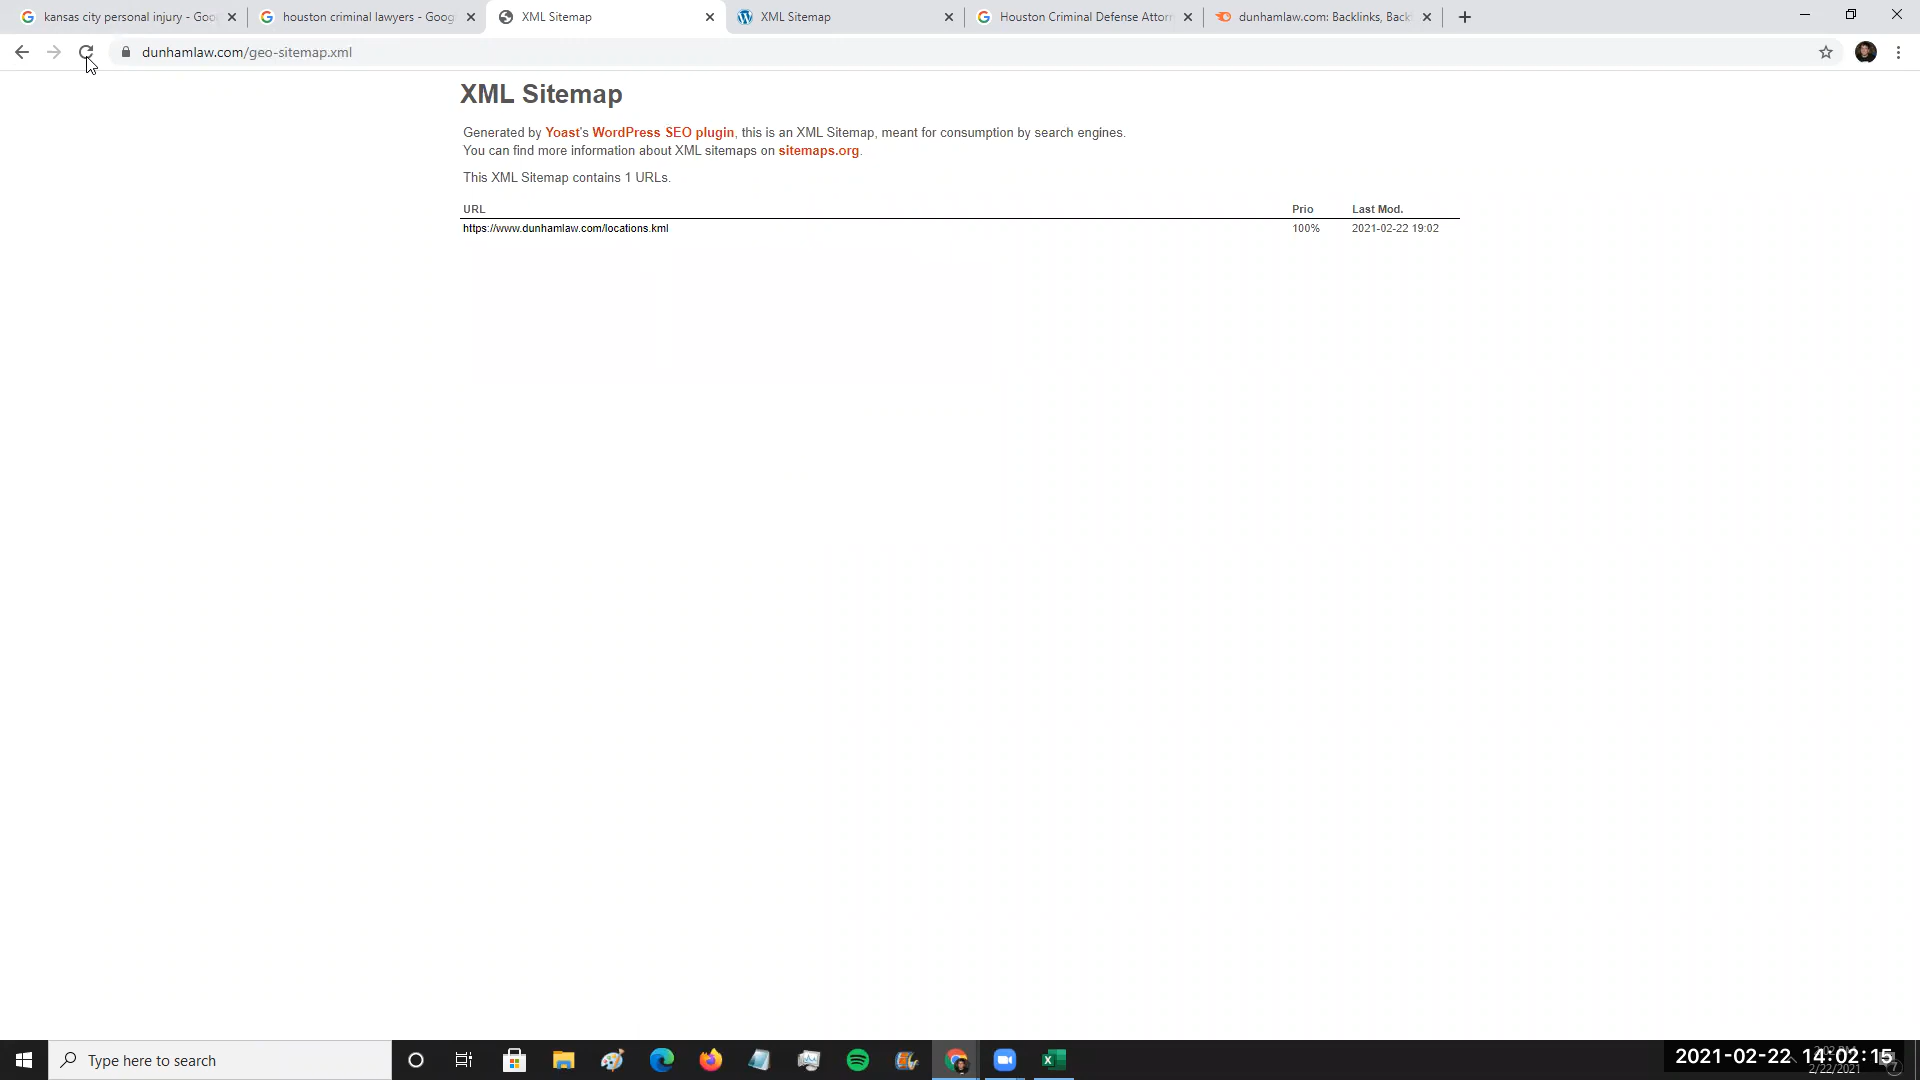 kansas city personal injury - Goo
houston criminal lawyers - Goog
XML Sitemap
XML Sitemap
Houston Criminal Defense Attor
dunhamlaw.com: Backlinks, Back
dunhamlaw.com/geo-sitemap.xml
XML Sitemap
Generated by Yoast's WordPress SEO plugin, this is an XML Sitemap, meant for consumption by search engines.
You can find more information about XML sitemaps on sitemaps.org.
This XML Sitemap contains 1 URLs.
URL Prio Last Mod.
https://www.dunhamlaw.com/locations.kml 100% 2021-02-22 19:02
Type here to search
2021-02-22 14:02:15
2:02 PM
2/22/2021
7